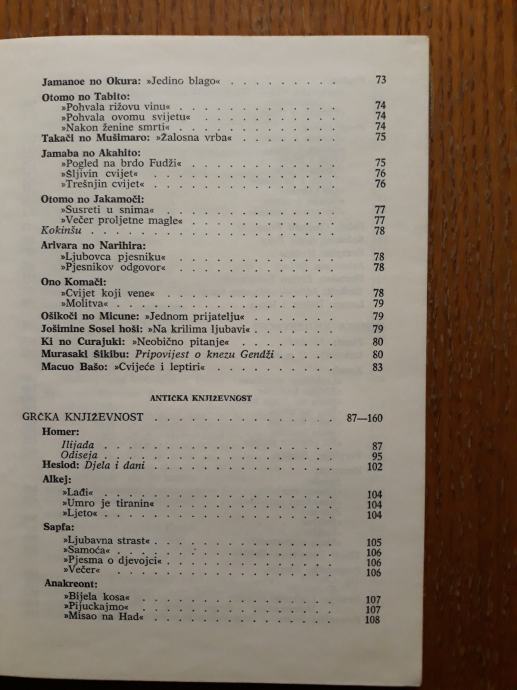 Jamanoe no Okura: »Jedino blago« . . . . . . . . . 73
Otomo no Tabito:
»Pohvala rižovu vinu« . . . . . . . . . . . 74
»Pohvala ovomu svijetu« . . . . . . . . . . 74
»Nakon ženine smrti« . . . . . . . . . . . 74
Takači no Mušimaro: »Žalosna vrba« . . . . . . . 75
Jamaba no Akahito:
»Pogled na brdo Fudži« . . . . . . . . . . 75
»Šljivin cvijet« . . . . . . . . . . . . . 76
»Trešnjin cvijet« . . . . . . . . . . . . . 76
Otomo no Jakamoči:
»Susreti u snima« . . . . . . . . . . . . 77
»Večer proljetne magle« . . . . . . . . . . 77
Kokinšu . . . . . . . . . . . . . . . . 78
Arivara no Narihira:
»Ljubovca pjesniku« . . . . . . . . . . . 78
»Pjesnikov odgovor« . . . . . . . . . . . 78
Ono Komači:
»Cvijet koji vene« . . . . . . . . . . . . 78
»Molitva« . . . . . . . . . . . . . . . 79
Ošikoči no Micune: »Jednom prijatelju« . . . . . . 79
Jošimine Sosei hoši: »Na krilima ljubavi« . . . . . . 79
Ki no Curajuki: »Neobično pitanje« . . . . . . . . 80
Murasaki Šikibu: Pripovijest o knezu Gendži . . . . . 80
Macuo Bašo: »Cvijeće i leptiri« . . . . . . . . . 83
ANTIČKA KNJIŽEVNOST
GRČKA KNJIŽEVNOST . . . . . . . . . . . . 87—160
Homer:
Ilijada . . . . . . . . . . . . . . . . 87
Odiseja . . . . . . . . . . . . . . . . 95
Hesiod: Djela i dani . . . . . . . . . . . . . 102
Alkej:
»Lađi« . . . . . . . . . . . . . . . . 104
»Umro je tiranin« . . . . . . . . . . . . 104
»Ljeto« . . . . . . . . . . . . . . . . 104
Sapfa:
»Ljubavna strast« . . . . . . . . . . . . 105
»Samoća« . . . . . . . . . . . . . . . 106
»Pjesma o djevojci« . . . . . . . . . . . 106
»Večer« . . . . . . . . . . . . . . . 106
Anakreont:
»Bijela kosa« . . . . . . . . . . . . . 107
»Pijuckajmo« . . . . . . . . . . . . . 107
»Misao na Had« . . . . . . . . . . . . 108